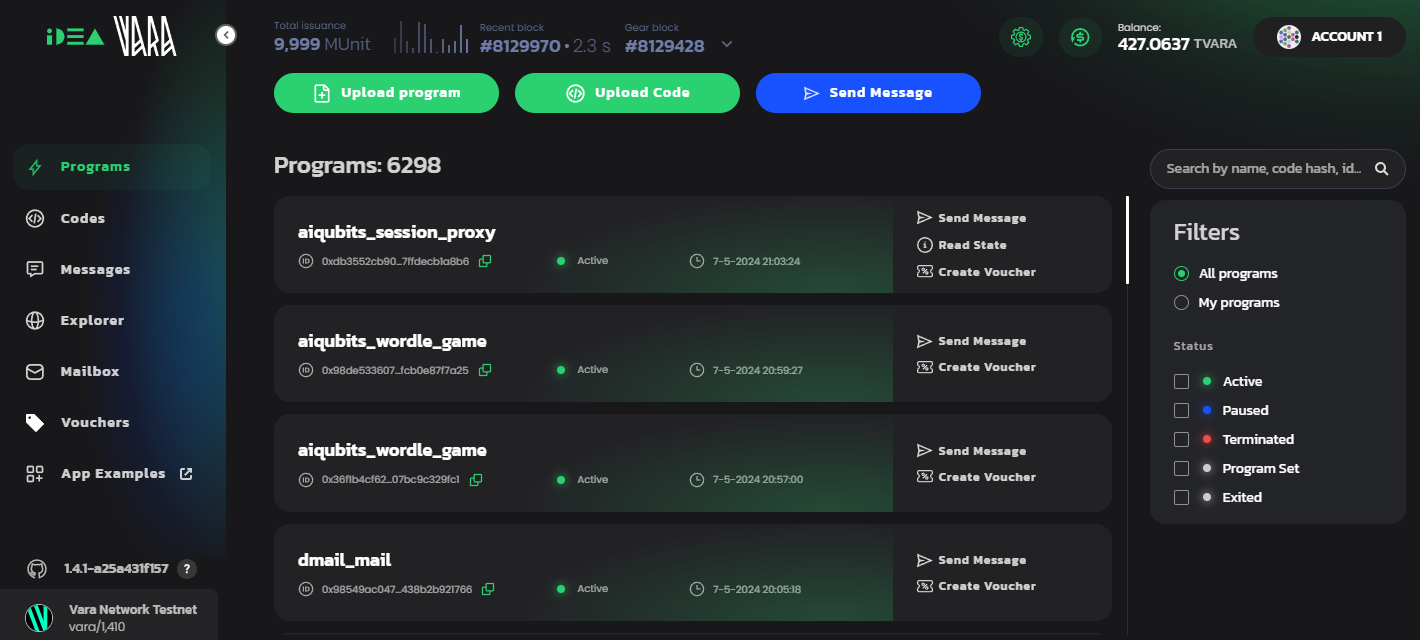 iDEA VARA
Total issuance
9,999 MUnit
Recent block
#8129970 • 2.3 s
Gear block
#8129428
Balance:
427.0637 TVARA
ACCOUNT 1
Upload program
Upload Code
Send Message
Programs
Codes
Messages
Explorer
Mailbox
Vouchers
App Examples
1.4.1-a25a431f157 ?
Vara Network Testnet
vara/1,410
Programs: 6298
aiqubits_session_proxy
ID 0xdb3552cb90...7ffdecb1a8b6
Active
7-5-2024 21:03:24
Send Message
Read State
Create Voucher
aiqubits_wordle_game
ID 0x98de533607...fcb0e87f7a25
Active
7-5-2024 20:59:27
Send Message
Create Voucher
aiqubits_wordle_game
ID 0x36f1b4cf62...07bc9c329fc1
Active
7-5-2024 20:57:00
Send Message
Create Voucher
dmail_mail
ID 0x98549ac047...438b2b921766
Active
7-5-2024 20:05:18
Send Message
Create Voucher
Search by name, code hash, id...
Filters
All programs
My programs
Status
Active
Paused
Terminated
Program Set
Exited